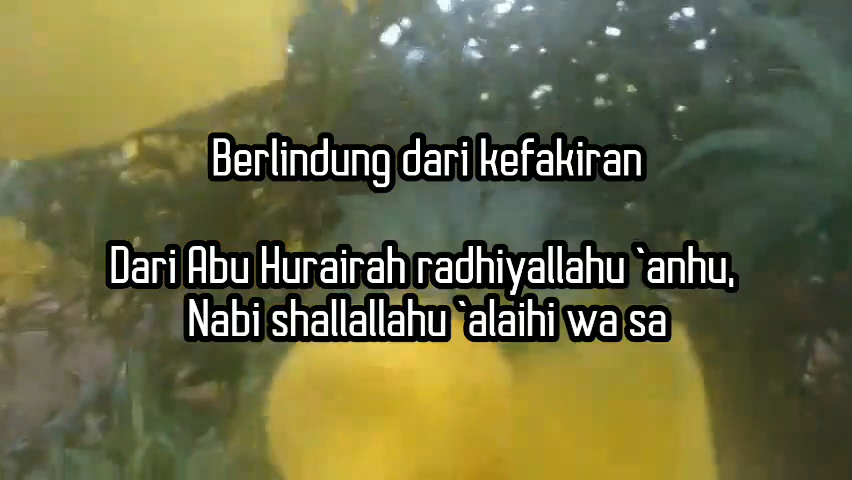 Berlindung dari kefakiran
Dari Abu Hurairah radhiyallahu `anhu,
Nabi shallallahu `alaihi wa sa